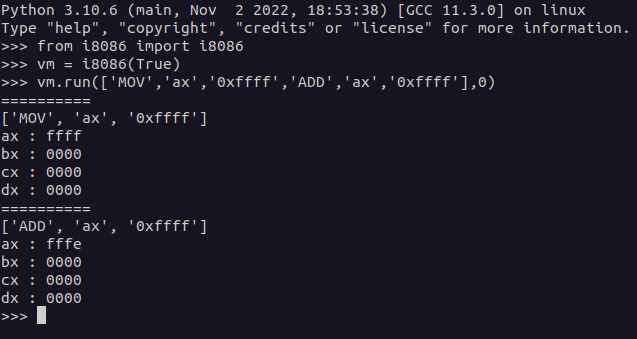 Python 3.10.6 (main, Nov  2 2022, 18:53:38) [GCC 11.3.0] on linux
Type "help", "copyright", "credits" or "license" for more information.
>>> from i8086 import i8086
>>> vm = i8086(True)
>>> vm.run(['MOV','ax','0xffff','ADD','ax','0xffff'],0)
==========
['MOV', 'ax', '0xffff']
ax : ffff
bx : 0000
cx : 0000
dx : 0000
==========
['ADD', 'ax', '0xffff']
ax : fffe
bx : 0000
cx : 0000
dx : 0000
>>>